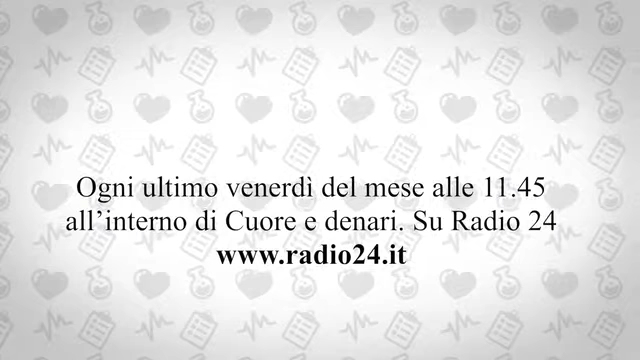 Ogni ultimo venerdì del mese alle 11.45
all’interno di Cuore e denari. Su Radio 24
www.radio24.it